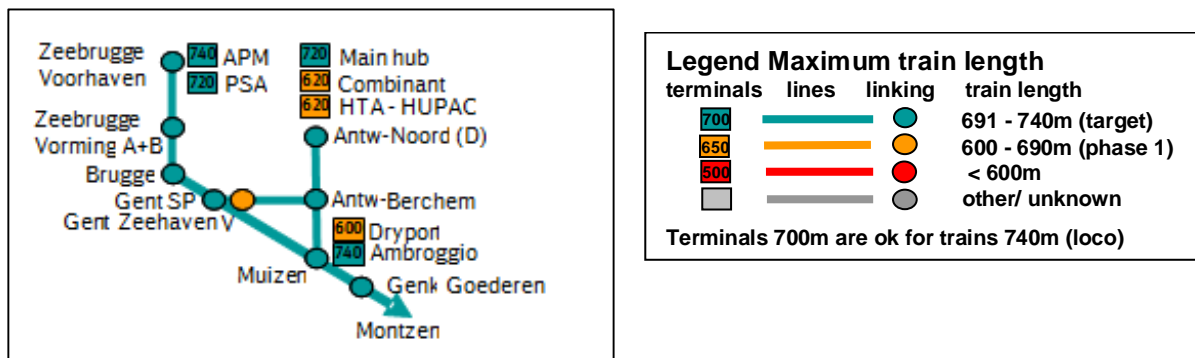 Zeebrugge
Voorhaven
740 APM
720 PSA
720 Main hub
620 Combinant
620 HTA - HUPAC
Zeebrugge
Vorming A+B
Antw-Noord (D)
Brugge
Gent SP
Gent Zeehaven V
Antw-Berchem
600 Dryport
740 Ambroggio
Muizen
Genk Goederen
Montzen
Legend Maximum train length
terminals lines linking train length
700 691 - 740m (target)
650 600 - 690m (phase 1)
500 < 600m
other/ unknown
Terminals 700m are ok for trains 740m (loco)